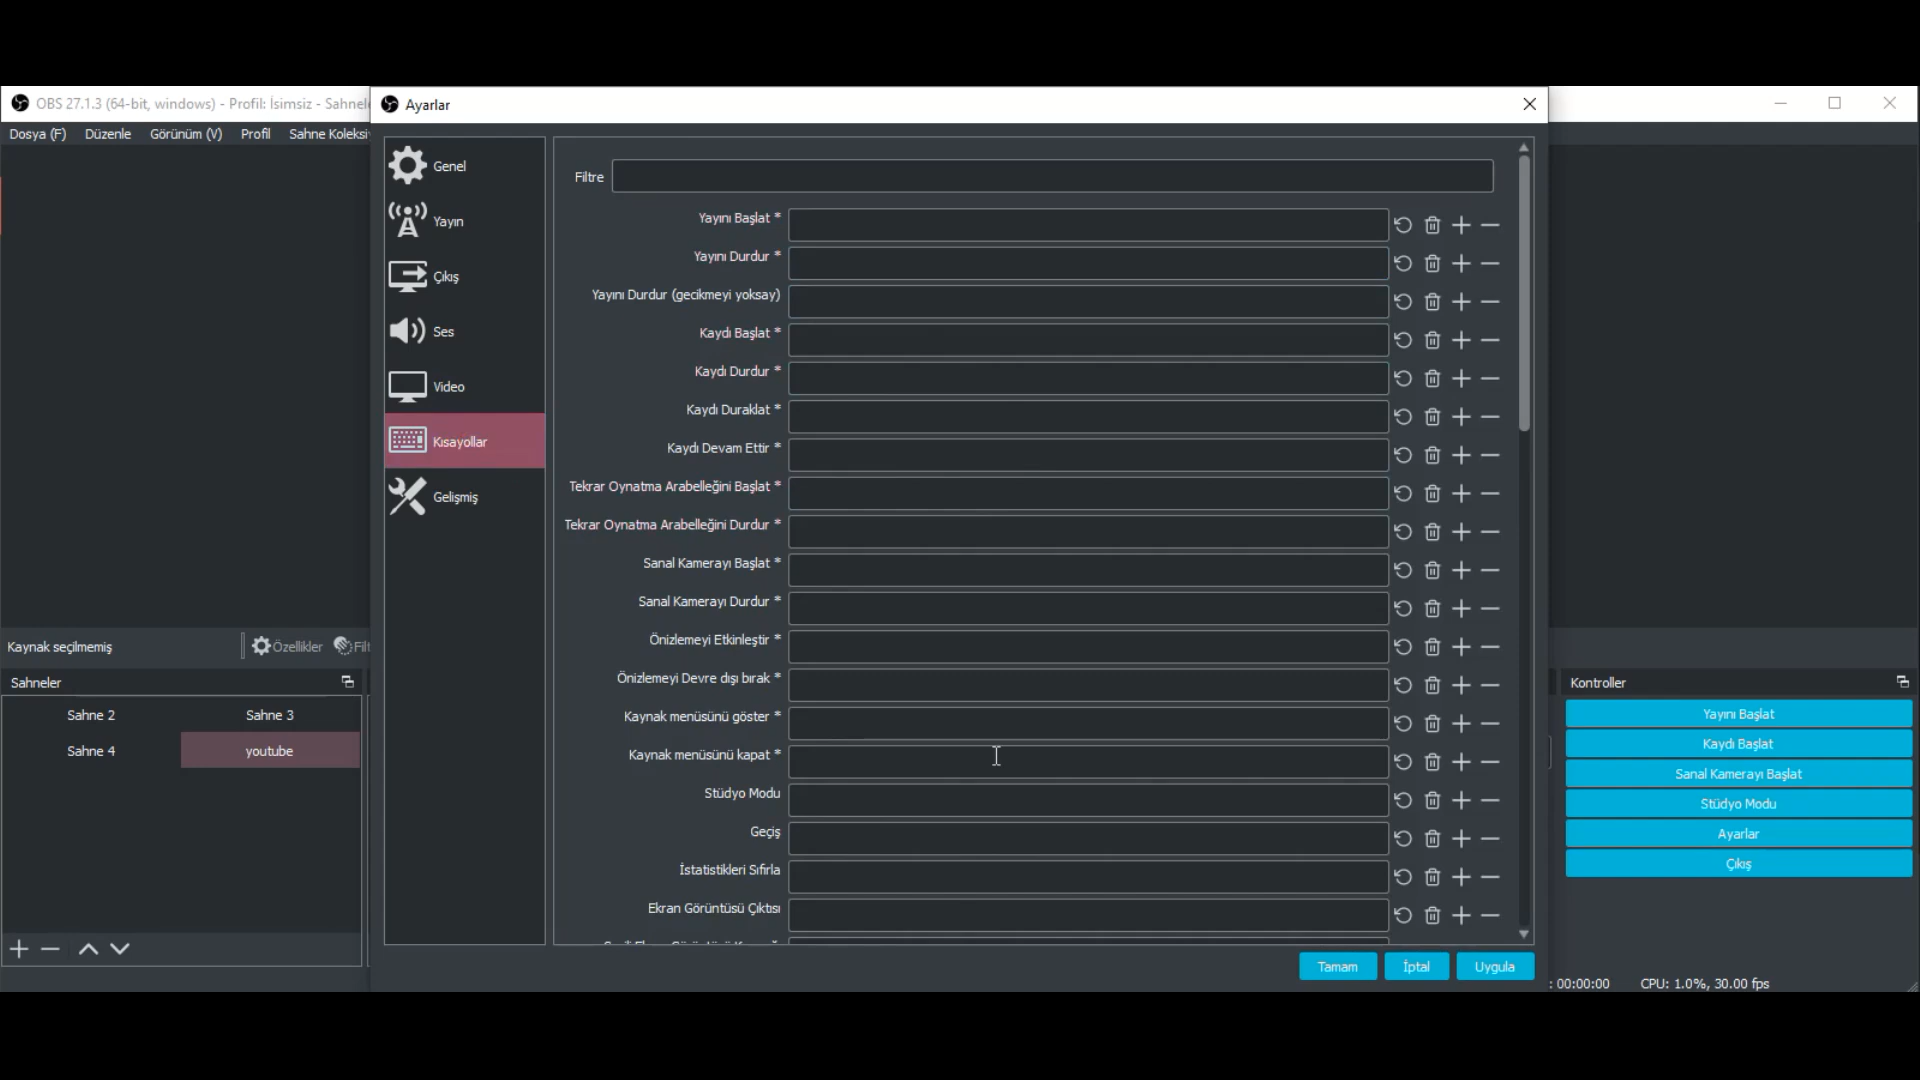 OBS 27.1.3 (64-bit, windows) - Profil: İsimsiz - Sahnele
Dosya (F) Düzenle Görünüm (V) Profil Sahne Koleksi
Ayarlar
Genel
Yayın
Çıkış
Ses
Video
Kısayollar
Gelişmiş
Filtre
Yayını Başlat *
Yayını Durdur *
Yayını Durdur (gecikmeyi yoksay)
Kaydı Başlat *
Kaydı Durdur *
Kaydı Duraklat *
Kaydı Devam Ettir *
Tekrar Oynatma Arabelleğini Başlat *
Tekrar Oynatma Arabelleğini Durdur *
Sanal Kamerayı Başlat *
Sanal Kamerayı Durdur *
Önizlemeyi Etkinleştir *
Önizlemeyi Devre dışı bırak *
Kaynak menüsünü göster *
Kaynak menüsünü kapat *
Stüdyo Modu
Geçiş
İstatistikleri Sıfırla
Ekran Görüntüsü Çıktısı
Tamam İptal Uygula
Kaynak seçilmemiş Özellikler Filt
Sahneler
Sahne 2 Sahne 3
Sahne 4 youtube
Kontroller
Yayını Başlat
Kaydı Başlat
Sanal Kamerayı Başlat
Stüdyo Modu
Ayarlar
Çıkış
: 00:00:00 CPU: 1.0%, 30.00 fps